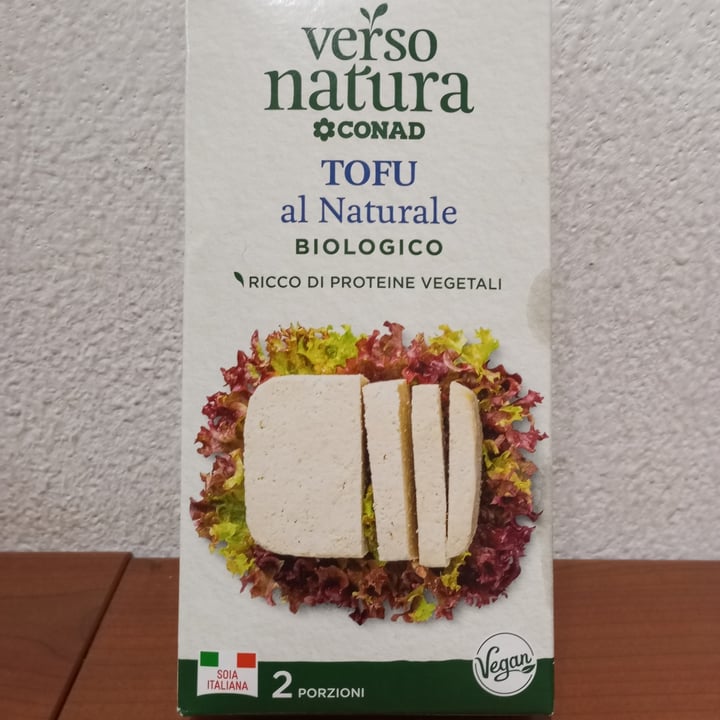 verso
natura
CONAD
TOFU
al Naturale
BIOLOGICO
RICCO DI PROTEINE VEGETALI
SOIA
ITALIANA
2 PORZIONI
Vegan